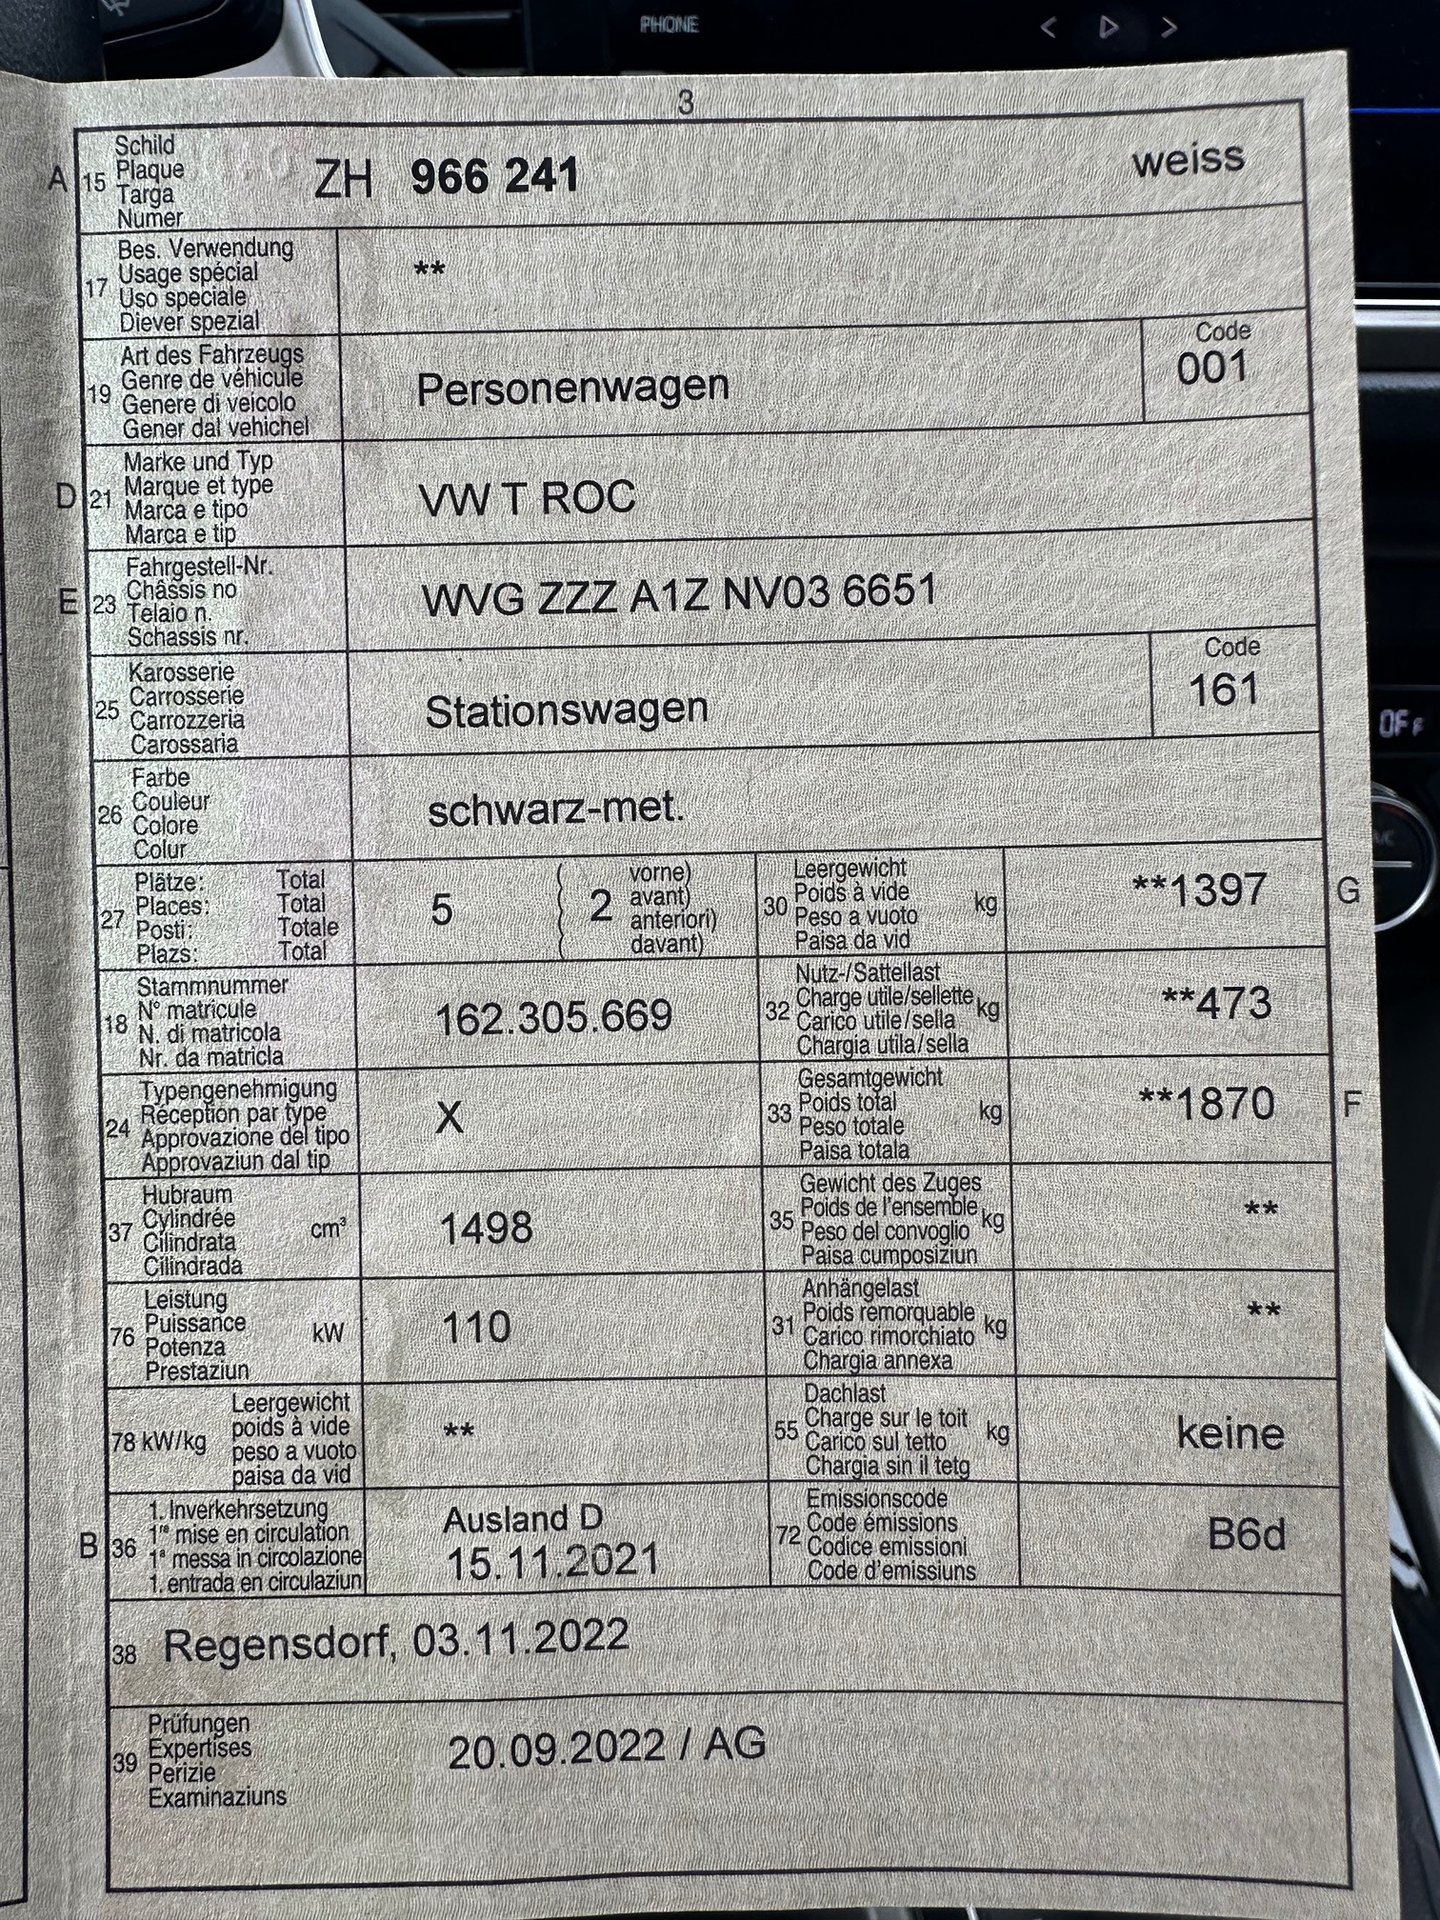 PHONE
3
A 15 Schild
Plaque
Targa
Numer
ZH 966 241 weiss
17 Bes. Verwendung
Usage spécial
Uso speciale
Diever spezial
**
19 Art des Fahrzeugs
Genre de véhicule
Genere di veicolo
Gener dal vehichel
Personenwagen
Code
001
D 21 Marke und Typ
Marque et type
Marca e tipo
Marca e tip
VW T ROC
E 23 Fahrgestell-Nr.
Châssis no
Telaio n.
Schassis nr.
WVG ZZZ A1Z NV03 6651
25 Karosserie
Carrosserie
Carrozzeria
Carossaria
Stationswagen
Code
161
OFF
26 Farbe
Couleur
Colore
Colur
schwarz-met.
27 Plätze: Total
Places: Total
Posti: Totale
Plazs: Total
5 ( 2 vorne)
( avant)
( anteriori)
( davant)
30 Leergewicht
Poids à vide
Peso a vuoto
Paisa da vid
kg
**1397 G
A/C
18 Stammnummer
N° matricule
N. di matricola
Nr. da matricla
162.305.669
32 Nutz-/Sattellast
Charge utile/sellette
Carico utile/sella
Chargia utila/sella
kg
**473
24 Typengenehmigung
Réception par type
Approvazione del tipo
Approvaziun dal tip
X
33 Gesamtgewicht
Poids total
Peso totale
Paisa totala
kg
**1870 F
37 Hubraum
Cylindrée
Cilindrata
Cilindrada
cm³
1498
35 Gewicht des Zuges
Poids de l'ensemble
Peso del convoglio
Paisa cumposiziun
kg
**
76 Leistung
Puissance
Potenza
Prestaziun
kW
110
31 Anhängelast
Poids remorquable
Carico rimorchiato
Chargia annexa
kg
**
78 kW/kg Leergewicht
poids à vide
peso a vuoto
paisa da vid
**
55 Dachlast
Charge sur le toit
Carico sul tetto
Chargia sin il tetg
kg
keine
B 36 1. Inverkehrsetzung
1re mise en circulation
1a messa in circolazione
1. entrada en circulaziun
Ausland D
15.11.2021
72 Emissionscode
Code émissions
Codice emissioni
Code d'emissiuns
B6d
38 Regensdorf, 03.11.2022
39 Prüfungen
Expertises
Perizie
Examinaziuns
20.09.2022 / AG